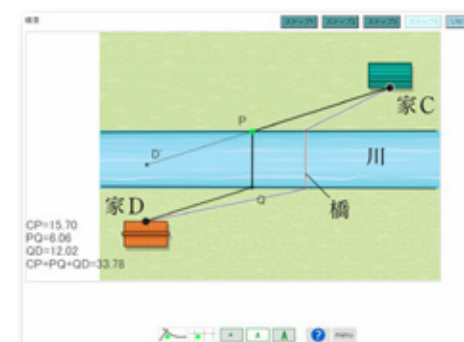 標準
ステップ1 ステップ2 ステップ3 ステップ4
家C
P
D'
川
家D
Q
橋
CP=15.70
PQ=6.06
QD=12.02
CP+PQ+QD=33.78
A A
? menu